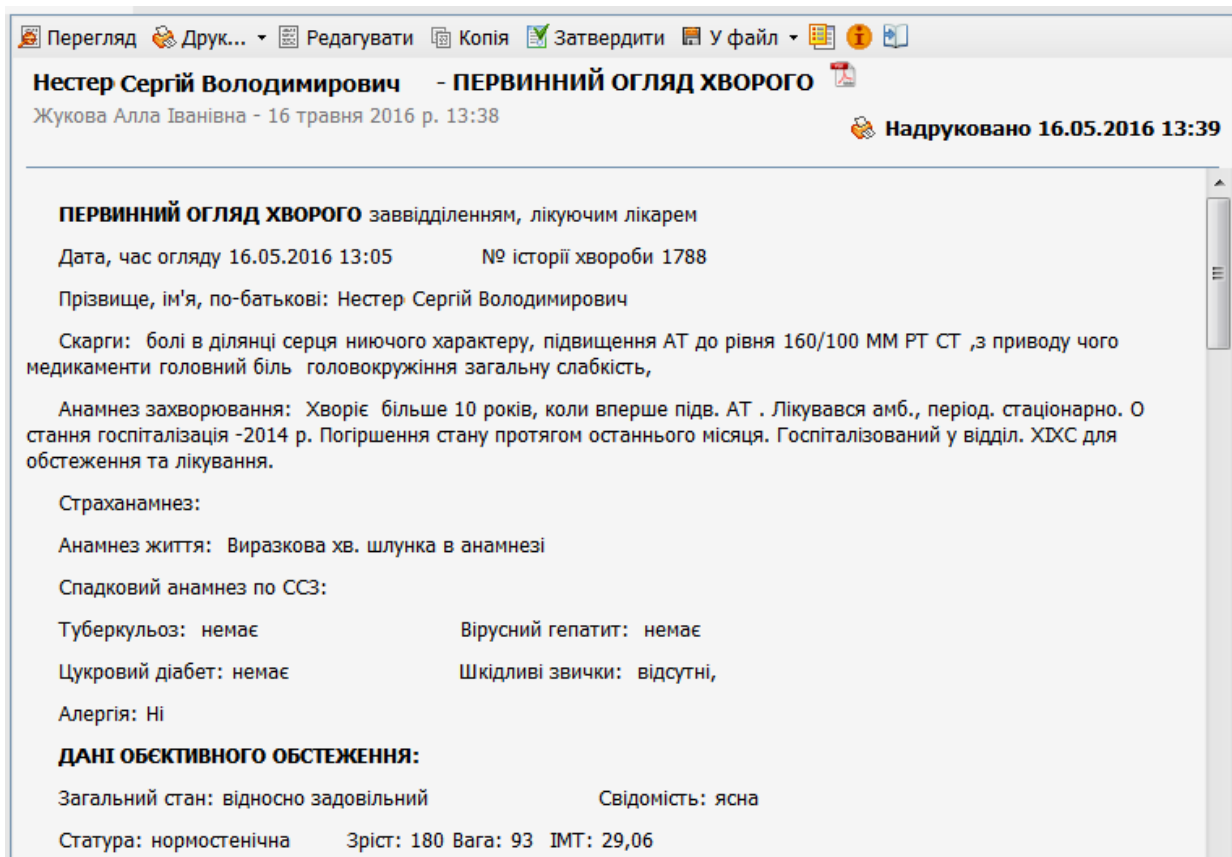 Перегляд Друк... Редагувати Копія Затвердити У файл
Нестер Сергій Володимирович - ПЕРВИННИЙ ОГЛЯД ХВОРОГО
Жукова Алла Іванівна - 16 травня 2016 р. 13:38
Надруковано 16.05.2016 13:39
ПЕРВИННИЙ ОГЛЯД ХВОРОГО заввідділенням, лікуючим лікарем
Дата, час огляду 16.05.2016 13:05 № історії хвороби 1788
Прізвище, ім'я, по-батькові: Нестер Сергій Володимирович
Скарги: болі в ділянці серця ниючого характеру, підвищення АТ до рівня 160/100 ММ РТ СТ ,з приводу чого
медикаменти головний біль головокружіння загальну слабкість,
Анамнез захворювання: Хворіє більше 10 років, коли вперше підв. АТ . Лікувався амб., період. стаціонарно. О
стання госпіталізація -2014 р. Погіршення стану протягом останнього місяця. Госпіталізований у відділ. ХІХС для
обстеження та лікування.
Страханамнез:
Анамнез життя: Виразкова хв. шлунка в анамнезі
Спадковий анамнез по ССЗ:
Туберкульоз: немає Вірусний гепатит: немає
Цукровий діабет: немає Шкідливі звички: відсутні,
Алергія: Ні
ДАНІ ОБЄКТИВНОГО ОБСТЕЖЕННЯ:
Загальний стан: відносно задовільний Свідомість: ясна
Статура: нормостенічна Зріст: 180 Вага: 93 ІМТ: 29,06